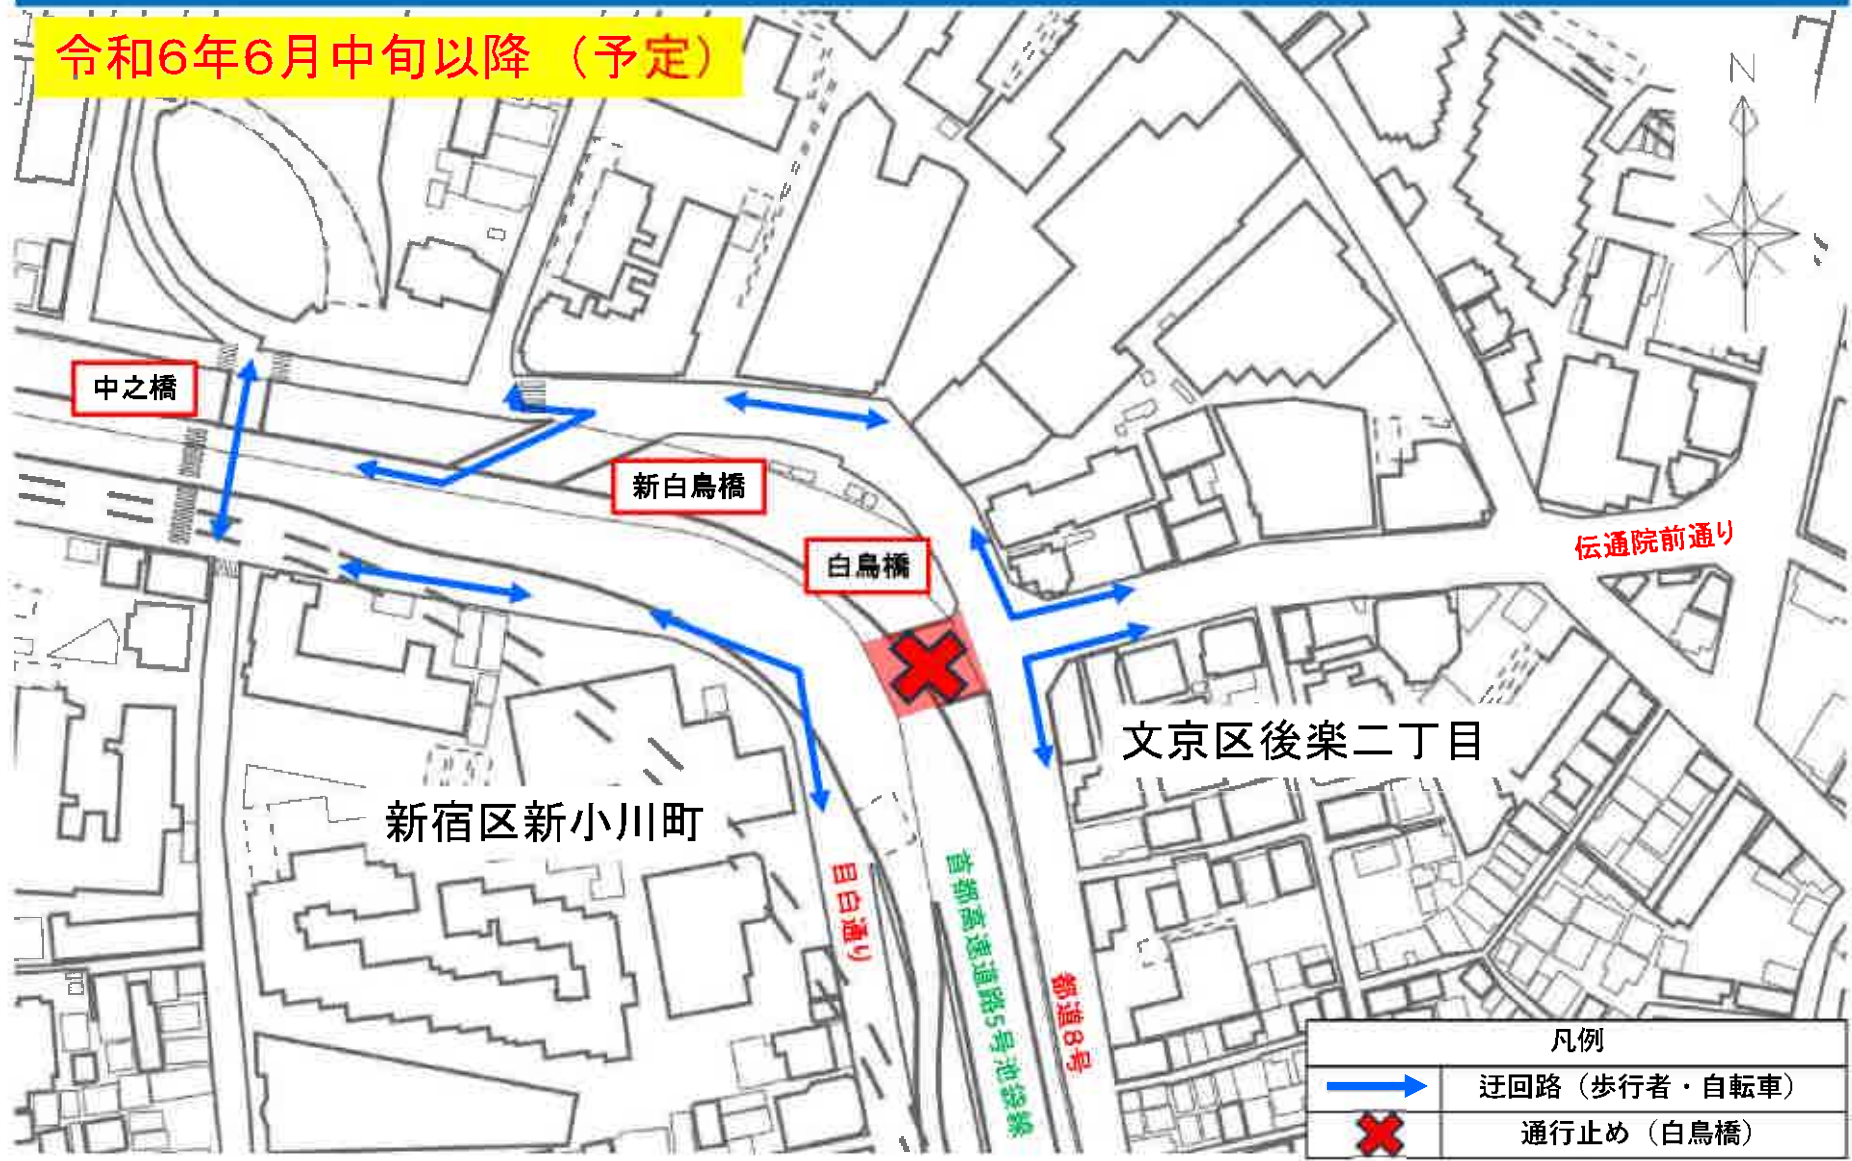 令和6年6月中旬以降 （予定）
N
中之橋
新白鳥橋
白鳥橋
伝通院前通り
文京区後楽二丁目
新宿区新小川町
目白通り
首都高速道路5号池袋線
都道8号
凡例
迂回路（歩行者・自転車）
通行止め（白鳥橋）